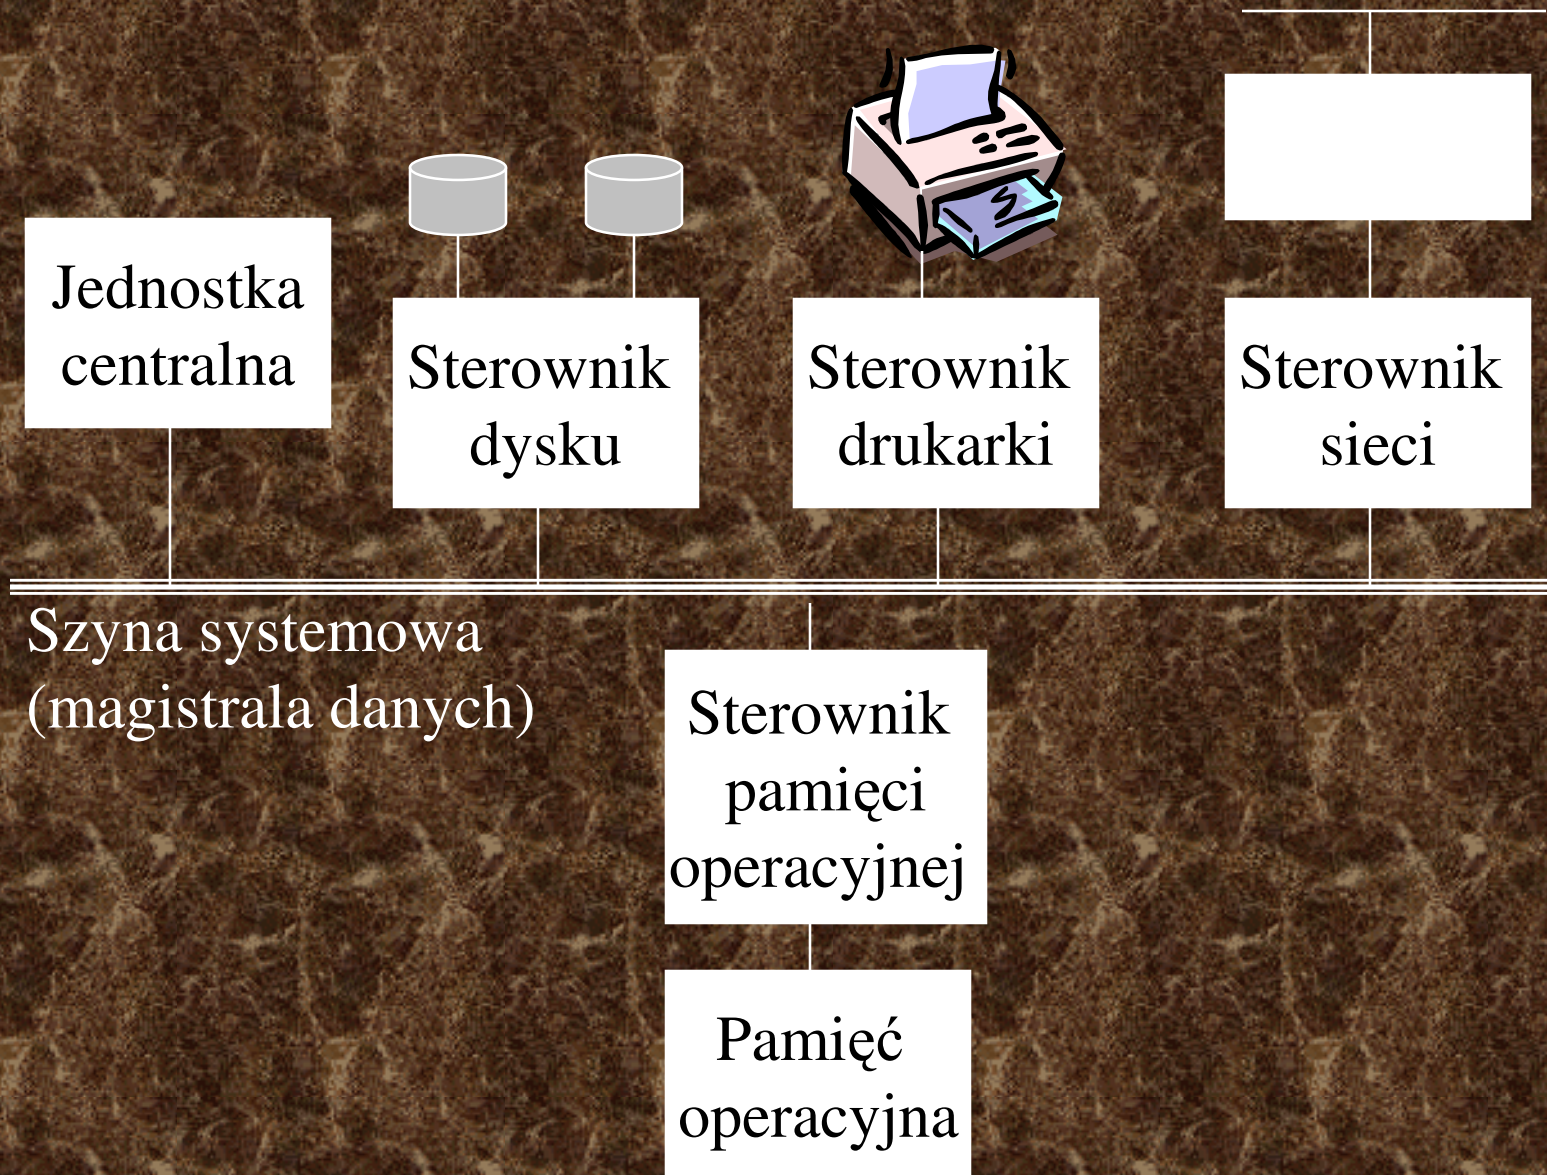 Jednostka
centralna
Sterownik
dysku
Sterownik
drukarki
Sterownik
sieci
Szyna systemowa
(magistrala danych)
Sterownik
pamięci
operacyjnej
Pamięć
operacyjna